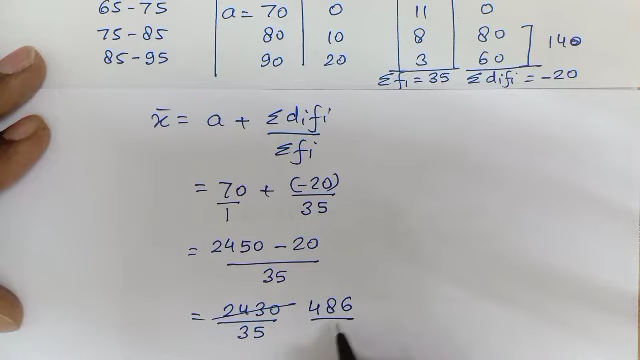 65-75 a = 70 0 11 0
75-85 80 10 8 80 140
85-95 90 20 3 60
Σfi = 35 Σdifi = -20
x̄ = a + Σdifi
Σfi
= 70 + (-20)
1 35
= 2450 - 20
35
= 2430 486
35